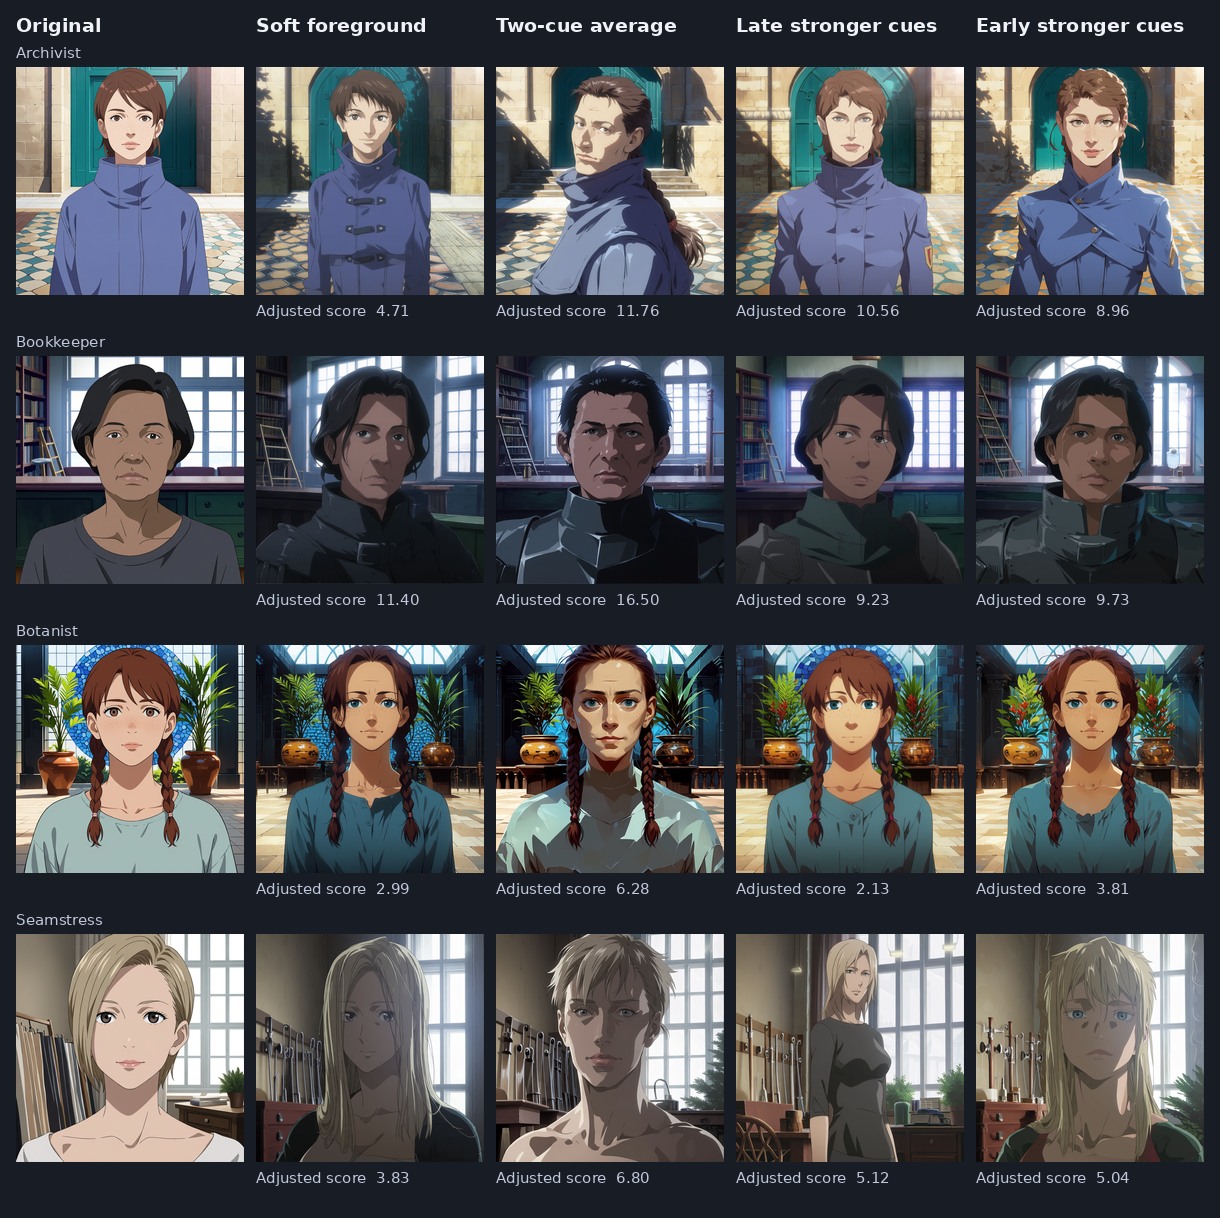 Original Soft foreground Two-cue average Late stronger cues Early stronger cues
Archivist
Adjusted score 4.71 Adjusted score 11.76 Adjusted score 10.56 Adjusted score 8.96
Bookkeeper
Adjusted score 11.40 Adjusted score 16.50 Adjusted score 9.23 Adjusted score 9.73
Botanist
Adjusted score 2.99 Adjusted score 6.28 Adjusted score 2.13 Adjusted score 3.81
Seamstress
Adjusted score 3.83 Adjusted score 6.80 Adjusted score 5.12 Adjusted score 5.04